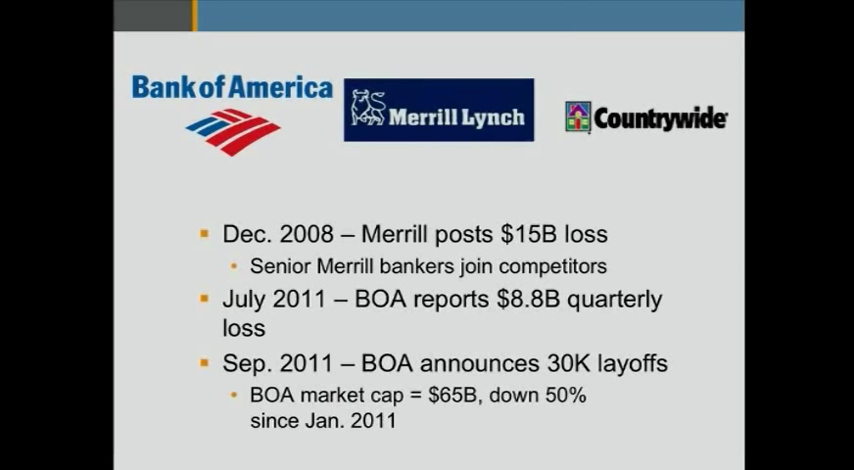 Bank of America
Merrill Lynch
Countrywide
▪ Dec. 2008 – Merrill posts $15B loss
• Senior Merrill bankers join competitors
▪ July 2011 – BOA reports $8.8B quarterly
loss
▪ Sep. 2011 – BOA announces 30K layoffs
• BOA market cap = $65B, down 50%
since Jan. 2011